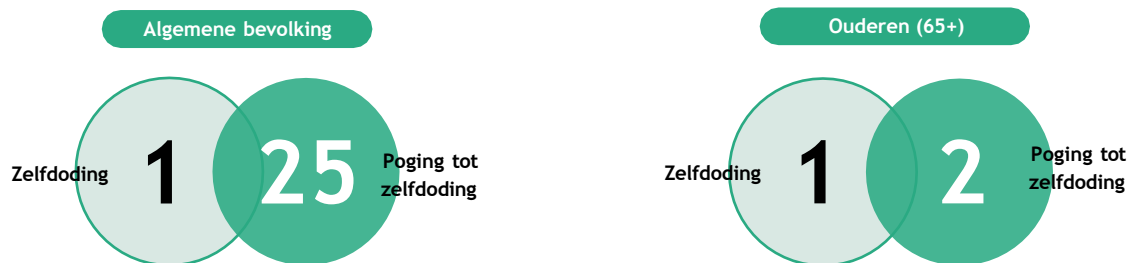 Algemene bevolking
Zelfdoding
1
25
Poging tot
zelfdoding
Ouderen (65+)
Zelfdoding
1
2
Poging tot
zelfdoding